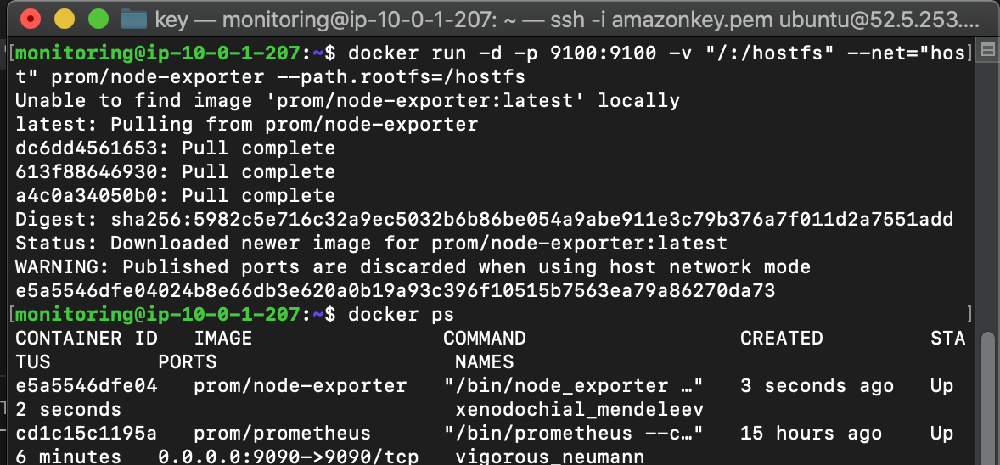 key — monitoring@ip-10-0-1-207: ~ — ssh -i amazonkey.pem ubuntu@52.5.253....
[monitoring@ip-10-0-1-207:~$ docker run -d -p 9100:9100 -v "/:/hostfs" --net="hos]
t" prom/node-exporter --path.rootfs=/hostfs
Unable to find image 'prom/node-exporter:latest' locally
latest: Pulling from prom/node-exporter
dc6dd4561653: Pull complete
613f88646930: Pull complete
a4c0a34050b0: Pull complete
Digest: sha256:5982c5e716c32a9ec5032b6b86be054a9abe911e3c79b376a7f011d2a7551add
Status: Downloaded newer image for prom/node-exporter:latest
WARNING: Published ports are discarded when using host network mode
e5a5546dfe04024b8e66db3e620a0b19a93c396f10515b7563ea79a86270da73
[monitoring@ip-10-0-1-207:~$ docker ps ]
CONTAINER ID   IMAGE                COMMAND                  CREATED         STA
TUS         PORTS                    NAMES
e5a5546dfe04   prom/node-exporter   "/bin/node_exporter …"   3 seconds ago   Up
2 seconds                            xenodochial_mendeleev
cd1c15c1195a   prom/prometheus      "/bin/prometheus --c…"   15 hours ago    Up
6 minutes   0.0.0.0:9090->9090/tcp   vigorous_neumann